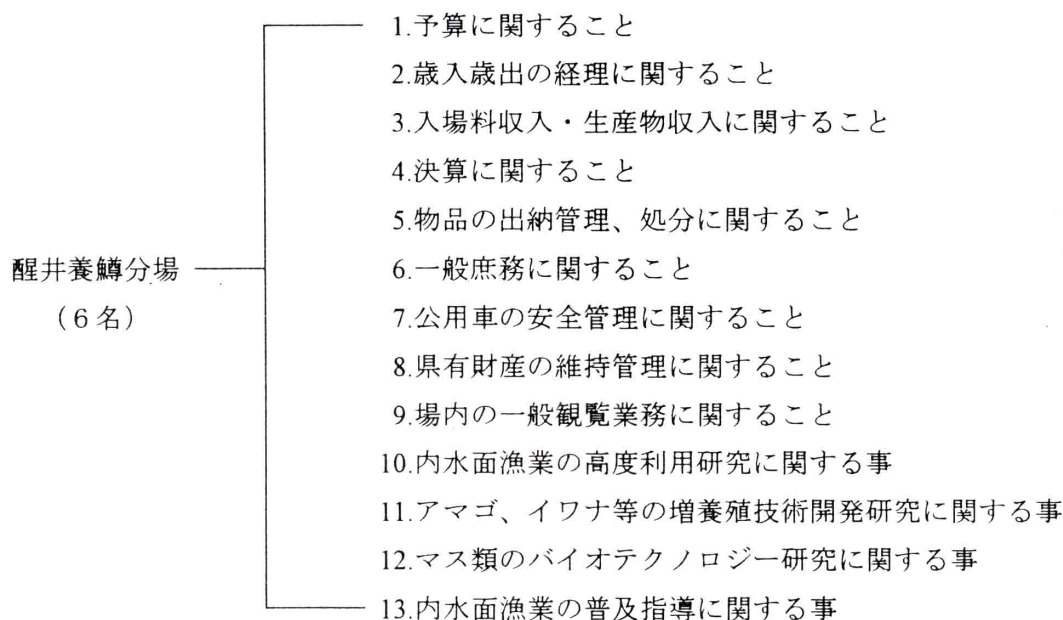 1.予算に関すること
2.歳入歳出の経理に関すること
3.入場料収入・生産物収入に関すること
4.決算に関すること
5.物品の出納管理、処分に関すること
醒井養鱒分場
(6名)
6.一般庶務に関すること
7.公用車の安全管理に関すること
8.県有財産の維持管理に関すること
9.場内の一般観覧業務に関すること
10.内水面漁業の高度利用研究に関する事
11.アマゴ、イワナ等の増養殖技術開発研究に関する事
12.マス類のバイオテクノロジー研究に関する事
13.内水面漁業の普及指導に関する事